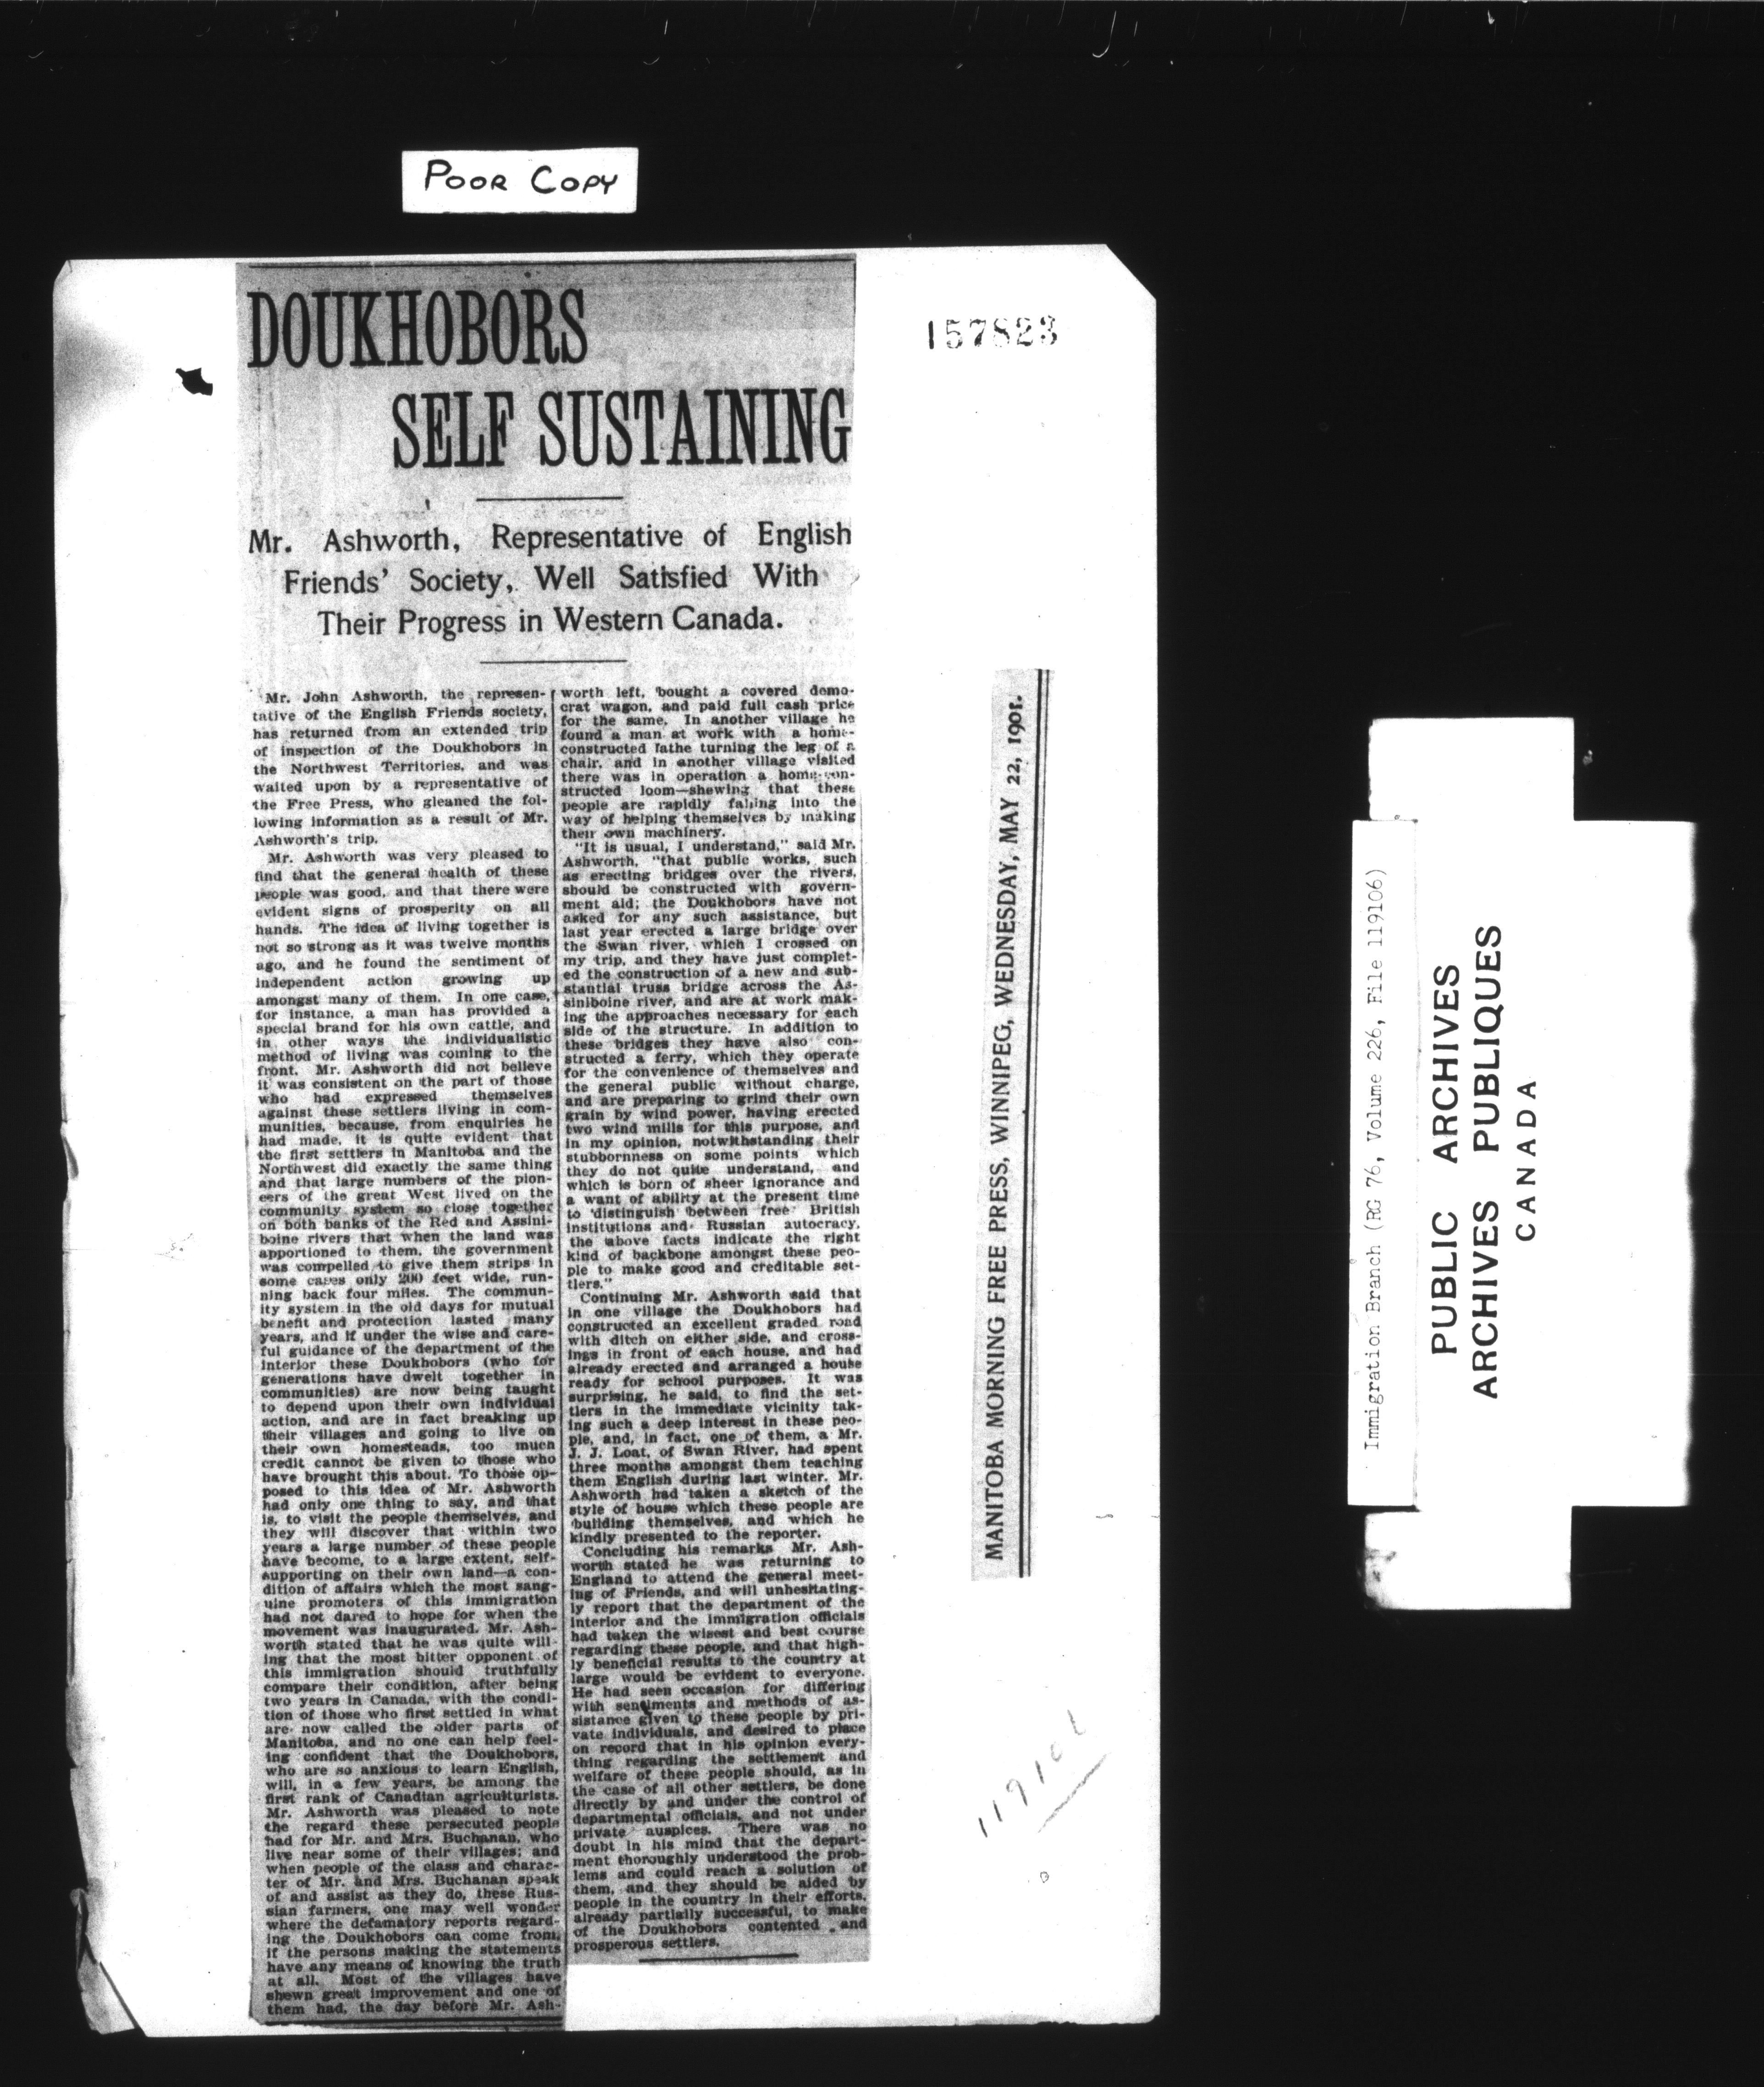 POOR COPY
157823
DOUKHOBORS
SELF SUSTAINING
Mr. Ashworth, Representative of English
Friends' Society, Well Satisfied With
Their Progress in Western Canada.
Mr. John Ashworth, the represen-
tative of the English Friends society,
has returned from an extended trip
of inspection of the Doukhobors in
the Northwest Territories, and was
waited upon by a representative of
the Free Press, who gleaned the fol-
lowing information as a result of Mr.
Ashworth's trip.
Mr. Ashworth was very pleased to
find that the general health of these
people was good, and that there were
evident signs of prosperity on all
hands. The idea of living together is
not so strong as it was twelve months
ago, and he found the sentiment of
independent action growing up
amongst many of them. In one case,
for instance, a man has provided a
special brand for his own cattle, and
in other ways the individualistic
method of living was coming to the
front. Mr. Ashworth did not believe
it was consistent on the part of those
who had expressed themselves
against these settlers living in com-
munities, because, from enquiries he
had made, it is quite evident that
the first settlers in Manitoba and the
Northwest did exactly the same thing
and that large numbers of the pion-
eers of the great West lived on the
community system so close together
on both banks of the Red and Assini-
boine rivers that when the land was
apportioned to them, the government
was compelled to give them strips in
some cases only 200 feet wide, run-
ning back four miles. The commun-
ity system in the old days for mutual
benefit and protection lasted many
years, and if under the wise and care-
ful guidance of the department of the
interior these Doukhobors (who for
generations have dwelt together in
communities) are now being taught
to depend upon their own individual
action, and are in fact breaking up
their villages and going to live on
their own homesteads, too much
credit cannot be given to those who
have brought this about. To those op-
posed to this idea of Mr. Ashworth
had only one thing to say, and that
is, to visit the people themselves, and
they will discover that within two
years a large number of these people
have become, to a large extent, self-
supporting on their own land—a con-
dition of affairs which the most sang-
uine promoters of this immigration
had not dared to hope for when the
movement was inaugurated. Mr. Ash-
worth stated that he was quite will-
ing that the most bitter opponent of
this immigration should truthfully
compare their condition, after being
two years in Canada, with the condi-
tion of those who first settled in what
are now called the older parts of
Manitoba, and no one can help feel-
ing confident that the Doukhobors,
who are so anxious to learn English,
will, in a few years, be among the
first rank of Canadian agriculturists.
Mr. Ashworth was pleased to note
the regard these persecuted people
had for Mr. and Mrs. Buchanan, who
live near some of their villages; and
when people of the class and charac-
ter of Mr. and Mrs. Buchanan speak
of and assist as they do, these Rus-
sian farmers, one may well wonder
where the defamatory reports regard-
ing the Doukhobors can come from,
if the persons making the statements
have any means of knowing the truth
at all. Most of the villages have
shewn great improvement and one of
them had, the day before Mr. Ash-
worth left, bought a covered demo-
crat wagon, and paid full cash price
for the same. In another village he
found a man at work with a home-
constructed lathe turning the leg of a
chair, and in another village visited
there was in operation a home-con-
structed loom—shewing that these
people are rapidly falling into the
way of helping themselves by making
their own machinery.
"It is usual, I understand," said Mr.
Ashworth, "that public works, such
as erecting bridges over the rivers,
should be constructed with govern-
ment aid; the Doukhobors have not
asked for any such assistance, but
last year erected a large bridge over
the Swan river, which I crossed on
my trip, and they have just complet-
ed the construction of a new and sub-
stantial truss bridge across the As-
siniboine river, and are at work mak-
ing the approaches necessary for each
side of the structure. In addition to
these bridges they have also con-
structed a ferry, which they operate
for the convenience of themselves and
the general public without charge,
and are preparing to grind their own
grain by wind power, having erected
two wind mills for this purpose, and
in my opinion, notwithstanding their
stubbornness on some points which
they do not quite understand, and
which is born of sheer ignorance and
a want of ability at the present time
to distinguish between free British
institutions and Russian autocracy,
the above facts indicate the right
kind of backbone amongst these peo-
ple to make good and creditable set-
tlers."
Continuing Mr. Ashworth said that
in one village the Doukhobors had
constructed an excellent graded road
with ditch on either side, and cross-
ings in front of each house, and had
already erected and arranged a house
ready for school purposes. It was
surprising, he said, to find the set-
tlers in the immediate vicinity tak-
ing such a deep interest in these peo-
ple, and, in fact, one of them, a Mr.
J. J. Loat, of Swan River, had spent
three months amongst them teaching
them English during last winter. Mr.
Ashworth had taken a sketch of the
style of house which these people are
building themselves, and which he
kindly presented to the reporter.
Concluding his remarks Mr. Ash-
worth stated he was returning to
England to attend the general meet-
ing of Friends, and will unhesitating-
ly report that the department of the
interior and the immigration officials
had taken the wisest and best course
regarding these people, and that high-
ly beneficial results to the country at
large would be evident to everyone.
He had seen occasion for differing
with sentiments and methods of as-
sistance given to these people by pri-
vate individuals, and desired to place
on record that in his opinion every-
thing regarding the settlement and
welfare of these people should, as in
the case of all other settlers, be done
directly by and under the control of
departmental officials, and not under
private auspices. There was no
doubt in his mind that the depart-
ment thoroughly understood the prob-
lems and could reach a solution of
them, and they should be aided by
people in the country in their efforts,
already partially successful, to make
of the Doukhobors contented and
prosperous settlers.
MANITOBA MORNING FREE PRESS, WINNIPEG, WEDNESDAY, MAY 22, 1901.
Immigration Branch (RG 76, Volume 226, File 119106)
PUBLIC ARCHIVES
ARCHIVES PUBLIQUES
CANADA